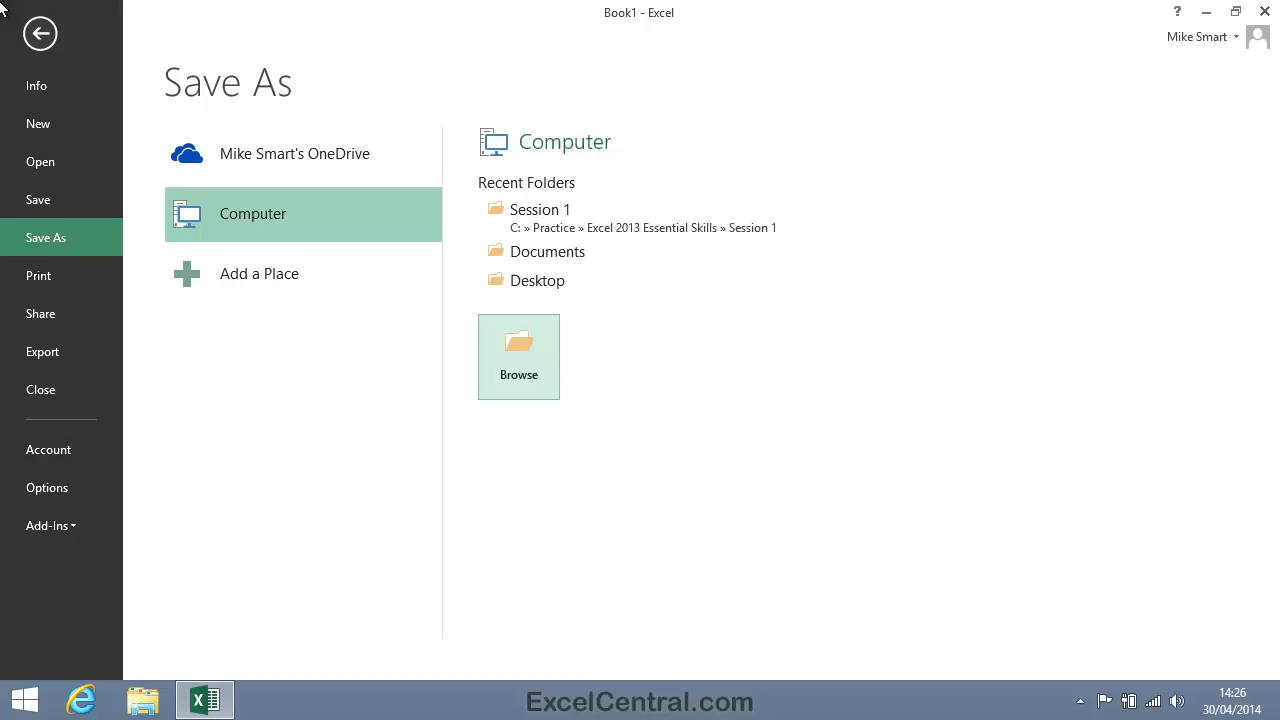 Book1 - Excel
?
Mike Smart
Info
New
Open
Save
Save As
Print
Share
Export
Close
Account
Options
Add-Ins
Save As
Mike Smart's OneDrive
Computer
Add a Place
Computer
Recent Folders
Session 1
C: » Practice » Excel 2013 Essential Skills » Session 1
Documents
Desktop
Browse
ExcelCentral.com
14:26
30/04/2014